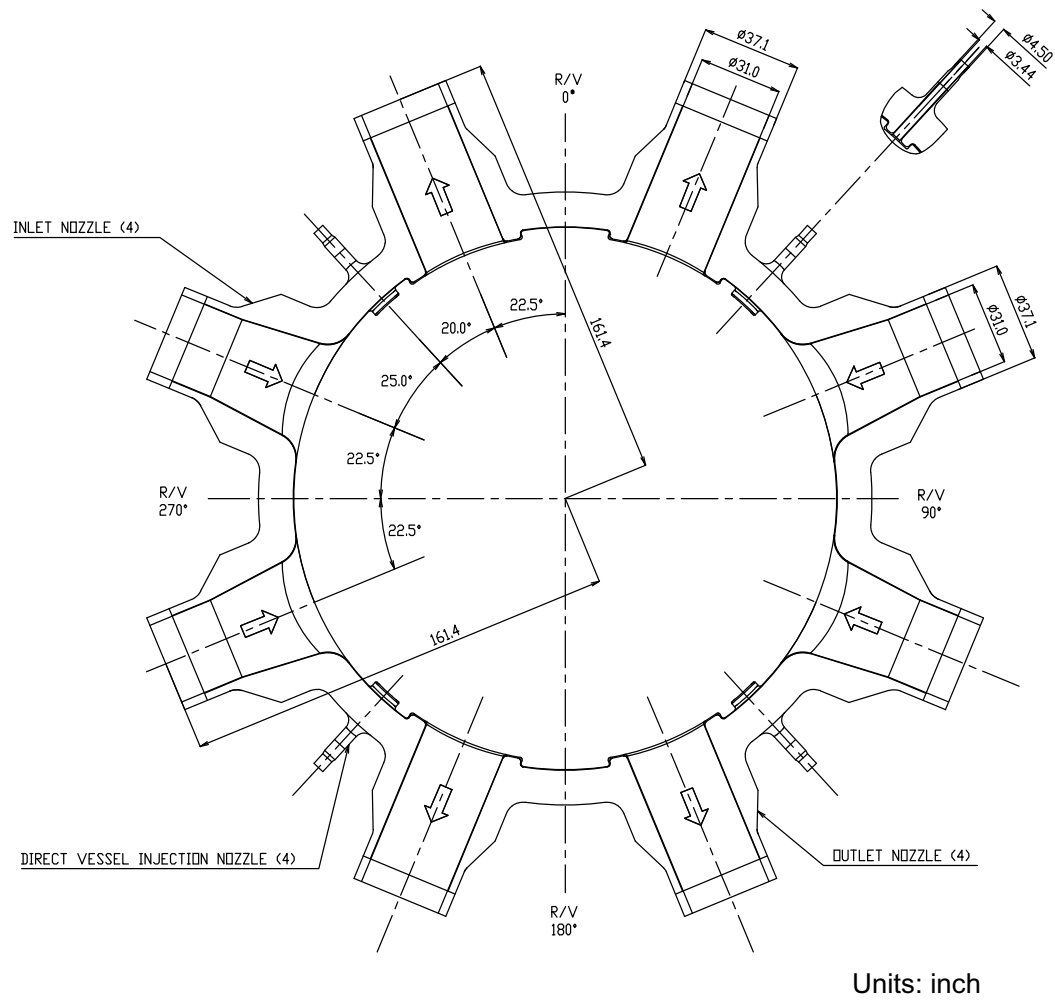 ø37.1
ø31.0
ø4.50
ø3.44
R/V
0°
INLET NOZZLE (4)
ø37.1
ø31.0
22.5°
20.0°
161.4
25.0°
22.5°
R/V
270°
R/V
90°
22.5°
161.4
DIRECT VESSEL INJECTION NOZZLE (4)
OUTLET NOZZLE (4)
R/V
180°
Units: inch